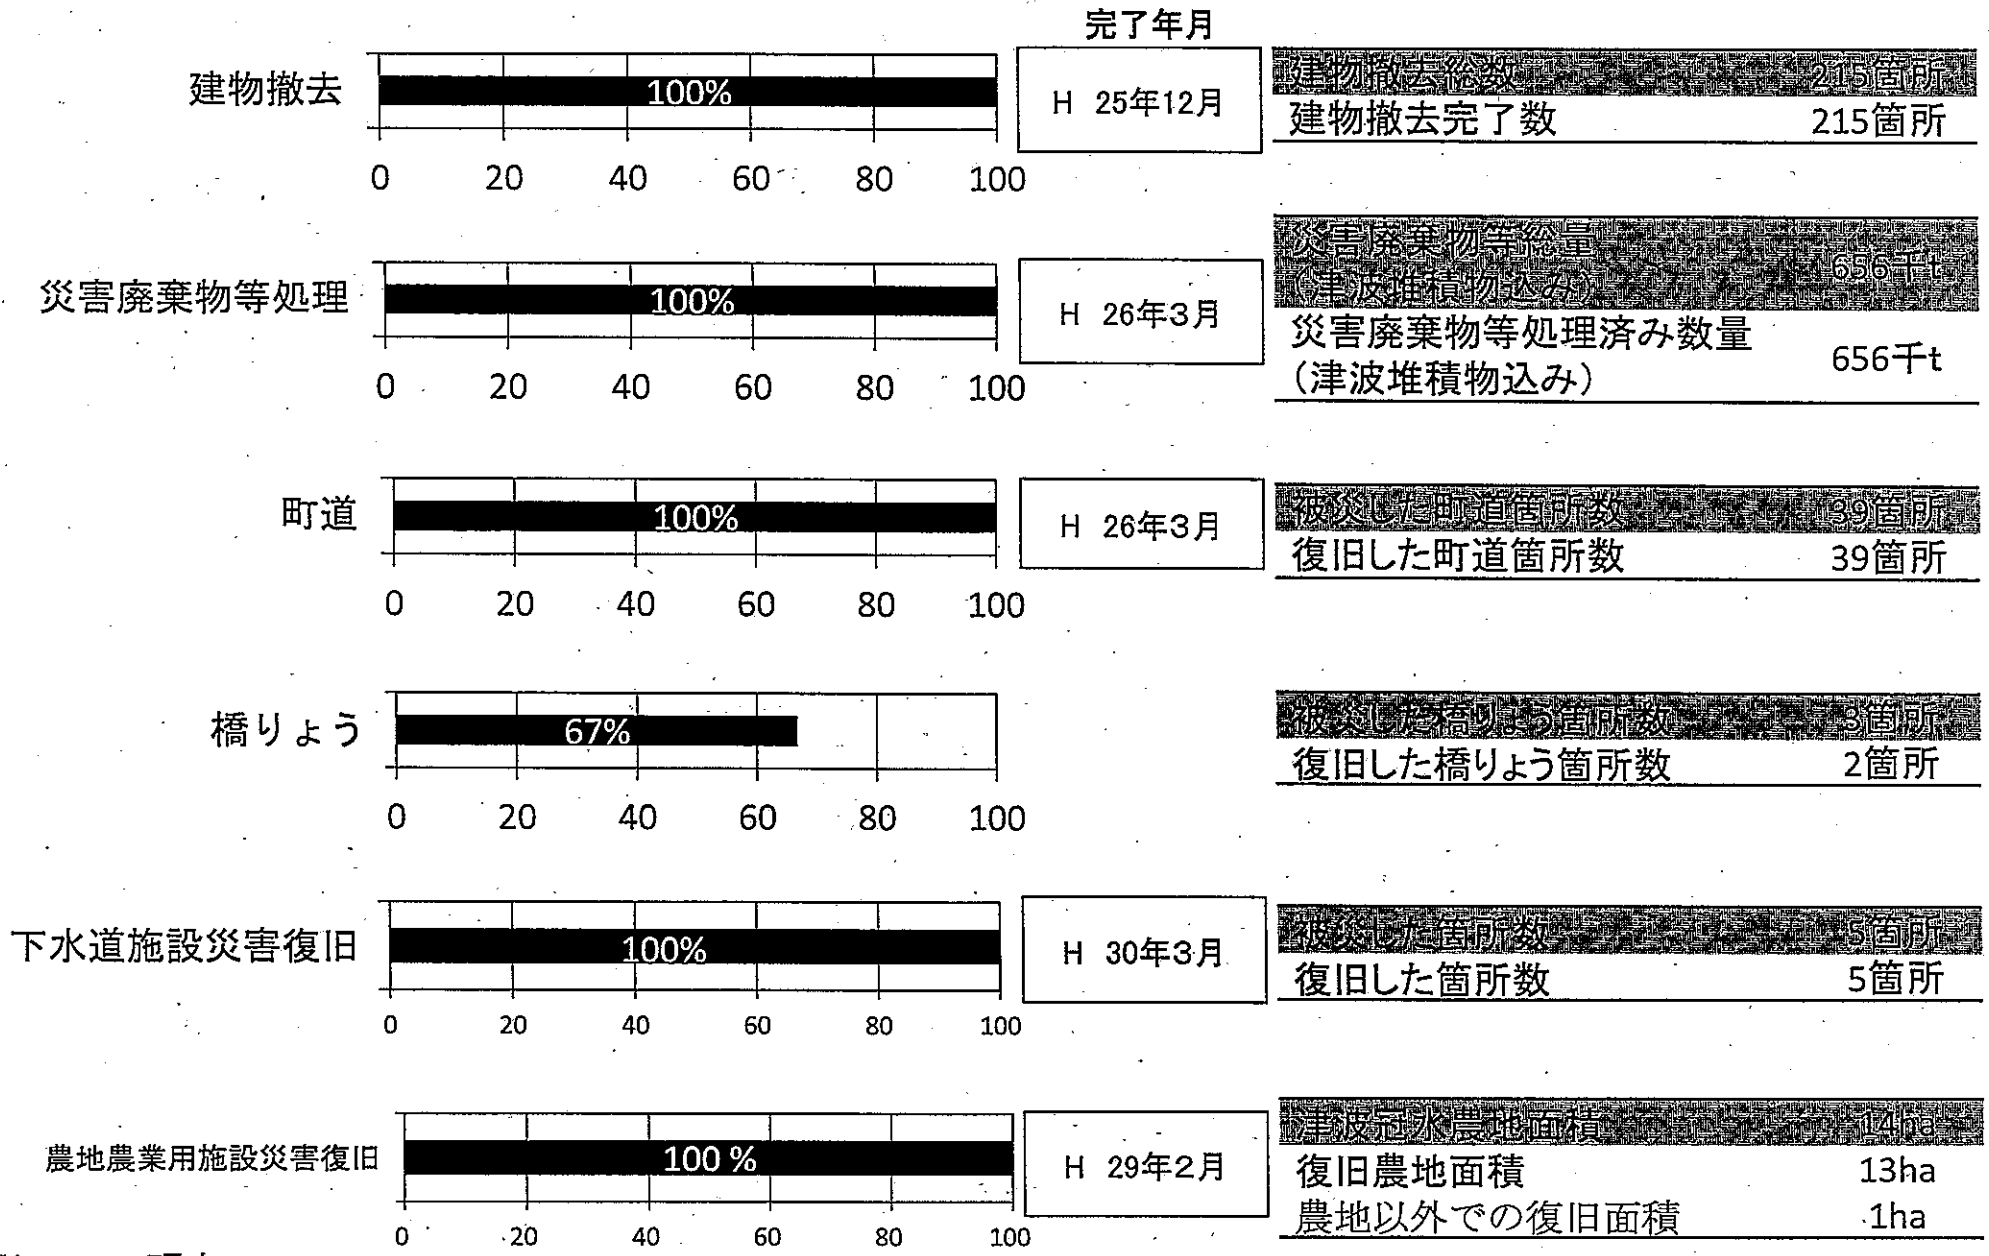 完了年月
建物撤去 100% H 25年12月 建物撤去総数 215箇所
建物撤去完了数 215箇所
0 20 40 60 80 100
災害廃棄物等処理 100% H 26年3月 災害廃棄物等総量 656千t
(津波堆積物込み)
災害廃棄物等処理済み数量 656千t
(津波堆積物込み)
0 20 40 60 80 100
町道 100% H 26年3月 被災した町道箇所数 39箇所
復旧した町道箇所数 39箇所
0 20 40 60 80 100
橋りょう 67% 被災した橋りょう箇所数 3箇所
復旧した橋りょう箇所数 2箇所
0 20 40 60 80 100
下水道施設災害復旧 100% H 30年3月 被災した箇所数 5箇所
復旧した箇所数 5箇所
0 20 40 60 80 100
農地農業用施設災害復旧 100 % H 29年2月 津波冠水農地面積 14ha
復旧農地面積 13ha
農地以外での復旧面積 1ha
0 20 40 60 80 100